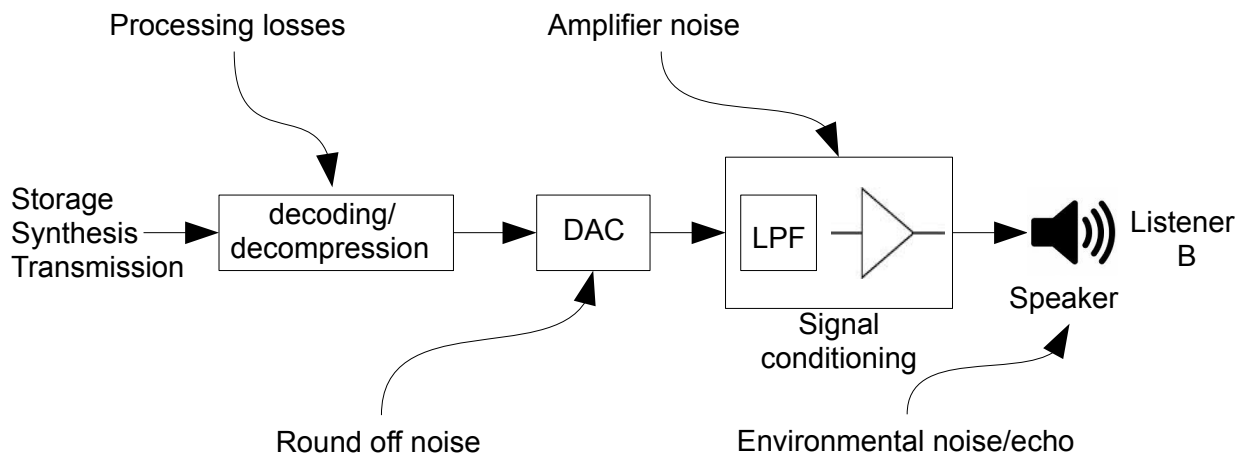 Processing losses
Amplifier noise
Storage
Synthesis
Transmission
decoding/
decompression
DAC
LPF
Listener
B
Speaker
Signal
conditioning
Round off noise
Environmental noise/echo